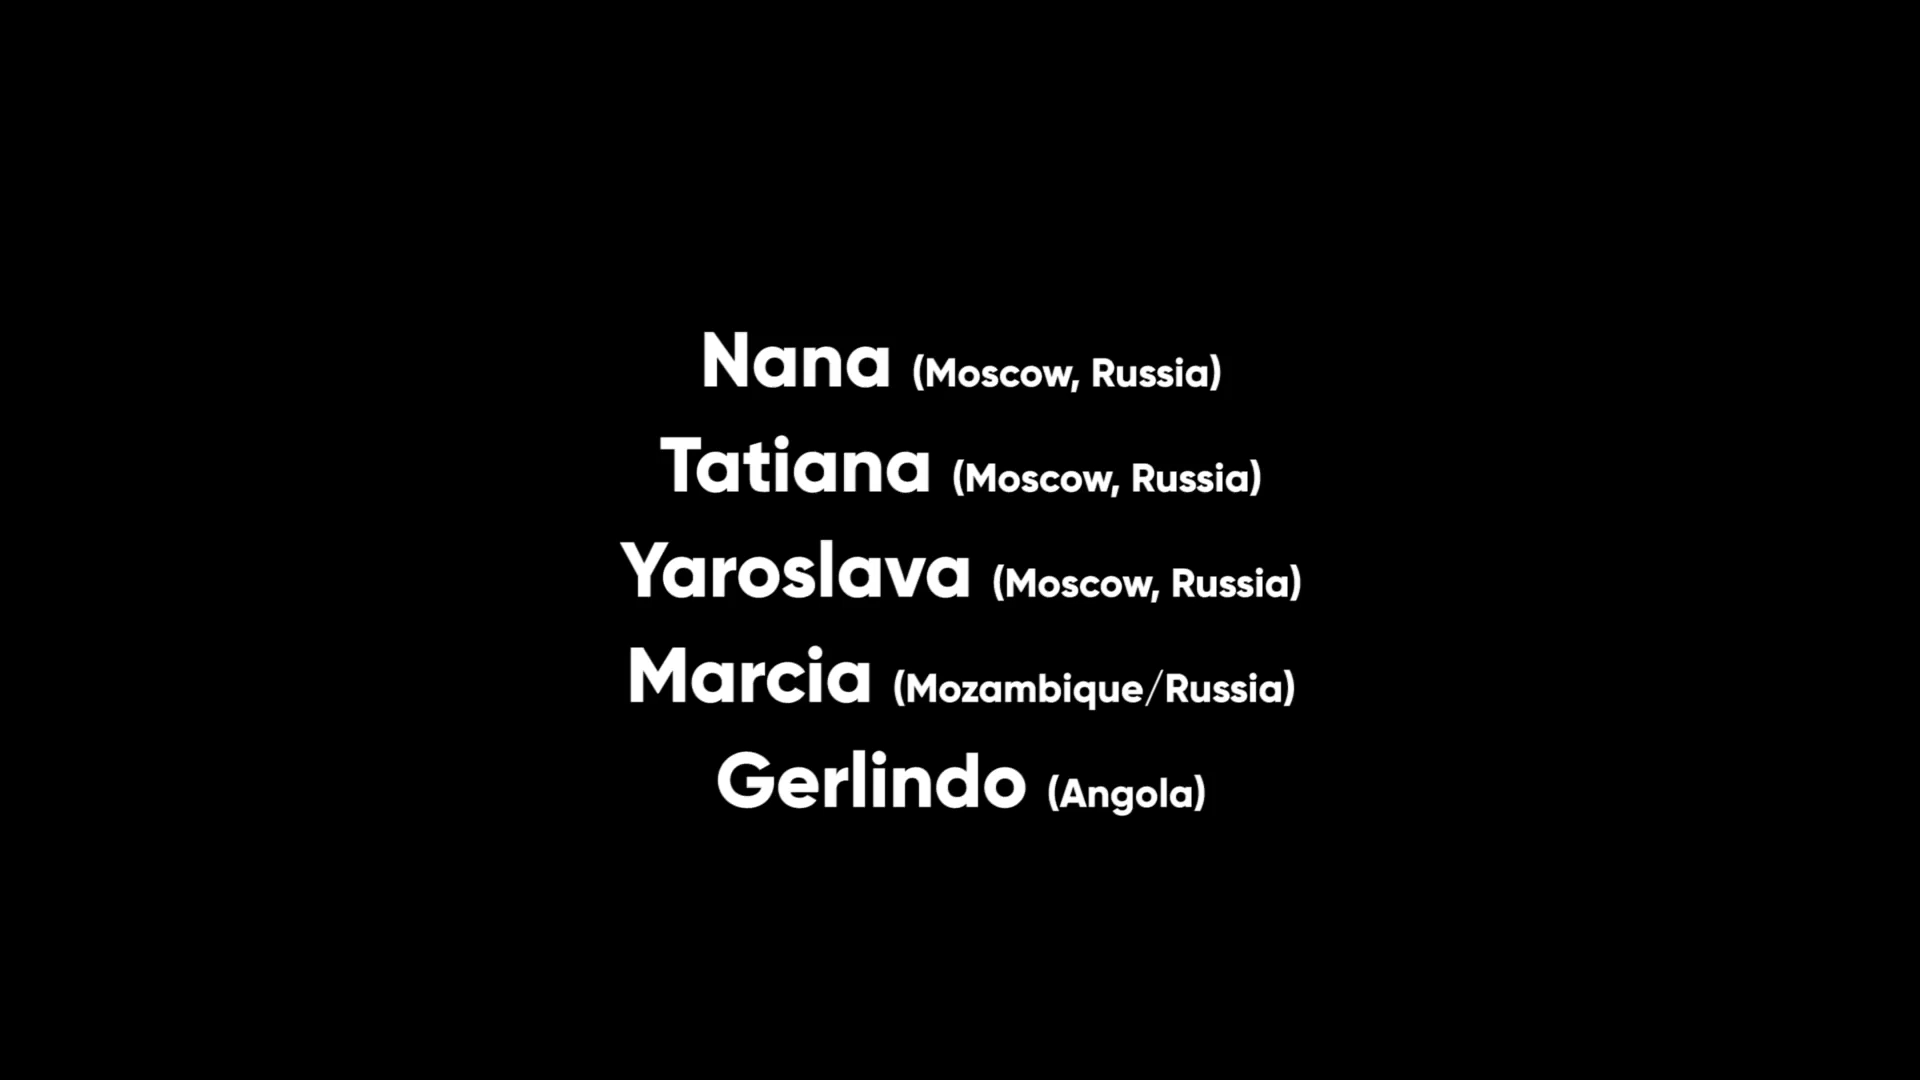 Nana (Moscow, Russia)
Tatiana (Moscow, Russia)
Yaroslava (Moscow, Russia)
Marcia (Mozambique/Russia)
Gerlindo (Angola)